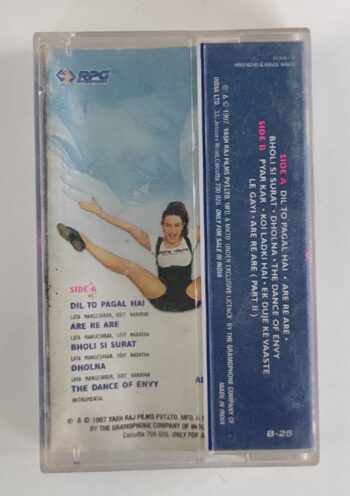 RPG
SIDE A
DIL TO PAGAL HAI
LATA MANGESHKAR, UDIT NARAYAN
ARE RE ARE
LATA MANGESHKAR, UDIT NARAYAN
BHOLI SI SURAT
LATA MANGESHKAR, UDIT NARAYAN
DHOLNA
LATA MANGESHKAR, UDIT NARAYAN
THE DANCE OF ENVY
INSTRUMENTAL
℗ & © 1997 YASH RAJ FILMS PVT.LTD. MFD. &
BY THE GRAMOPHONE COMPANY OF IN
Calcutta 700 028. ONLY FOR
SIDE A DIL TO PAGAL HAI • ARE RE ARE •
BHOLI SI SURAT • DHOLNA • THE DANCE OF ENVY
SIDE B PYAR KAR • KOI LADKI HAI • EK DUJE KE VAASTE
LE GAYI • ARE RE ARE ( PART II )
℗ & © 1997 YASH RAJ FILMS PVT.LTD. MFD. & MKTD UNDER EXCLUSIVE LICENCE BY THE GRAMOPHONE COMPANY OF
INDIA LTD. 33, Jessore Road, Calcutta 700 028. ONLY FOR SALE IN INDIA
MADE IN INDIA
B-25